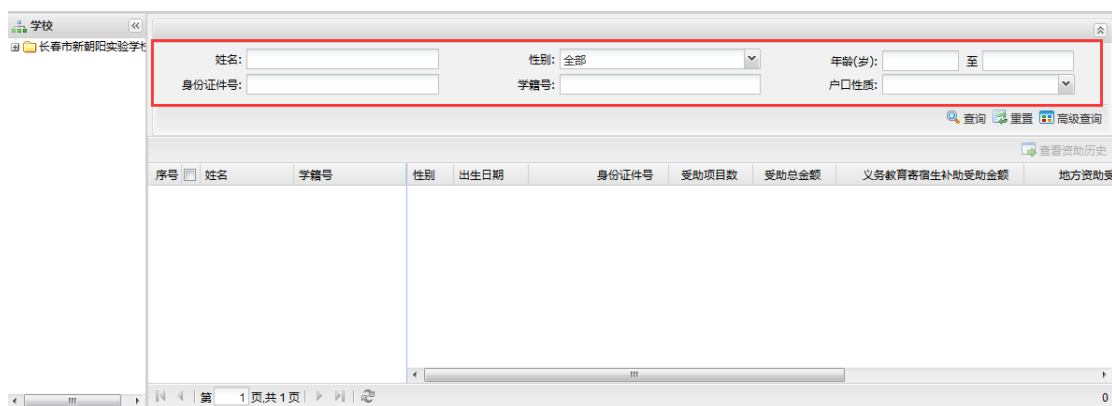 学校
长春市新朝阳实验学校
姓名: 性别: 全部 年龄(岁): 至
身份证件号: 学籍号: 户口性质:
查询 重置 高级查询
查看资助历史
序号 姓名 学籍号 性别 出生日期 身份证件号 受助项目数 受助总金额 义务教育寄宿生补助受助金额 地方资助受
第 1 页,共 1 页 0